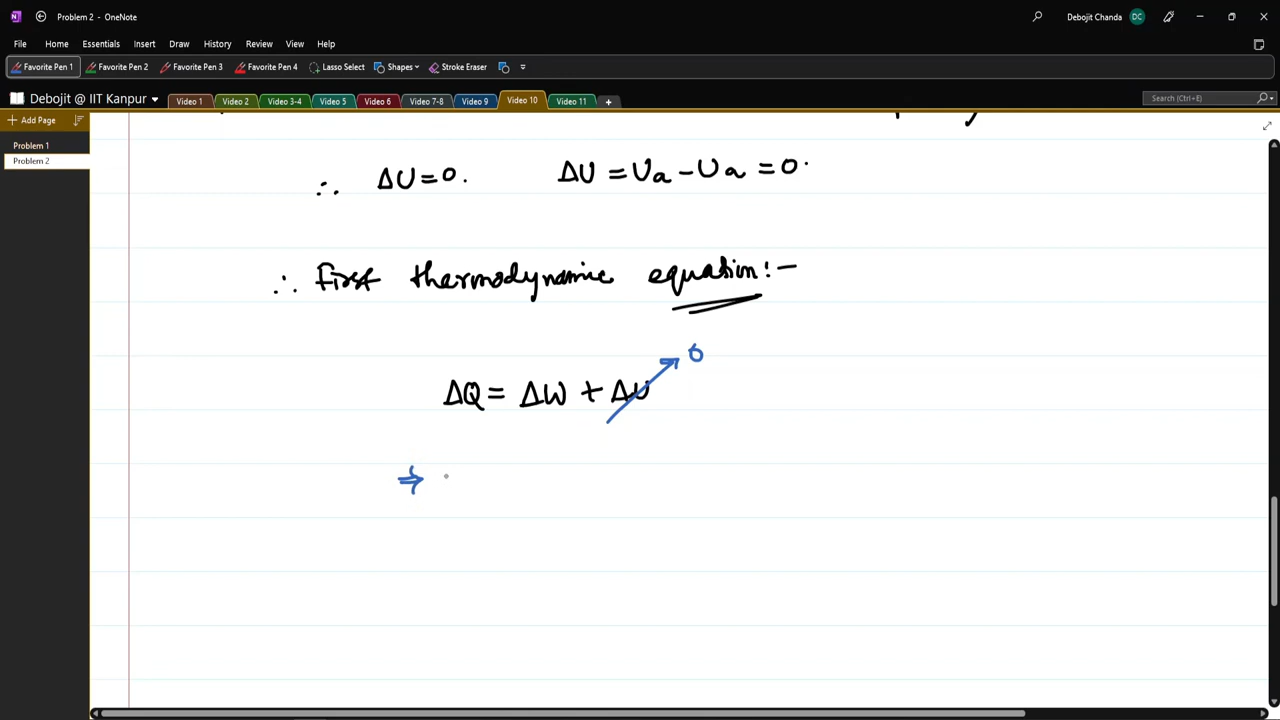 Problem 2 - OneNote
Debojit Chanda DC
File Home Essentials Insert Draw History Review View Help
Favorite Pen 1 Favorite Pen 2 Favorite Pen 3 Favorite Pen 4 Lasso Select Shapes Stroke Eraser
Debojit @ IIT Kanpur Video 1 Video 2 Video 3-4 Video 5 Video 6 Video 7-8 Video 9 Video 10 Video 11 +
Search (Ctrl+E)
+ Add Page
Problem 1
Problem 2
∴ ΔU=0. ΔU = Ua - Ua = 0.
∴ First thermodynamic equation:-
ΔQ = ΔW + ΔU → 0
⇒